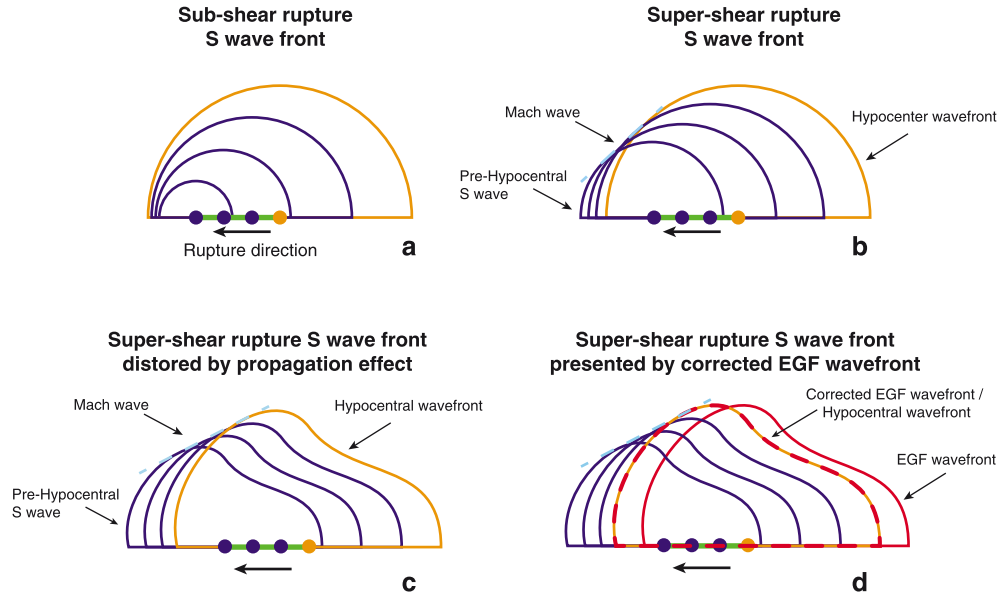 Sub-shear rupture
S wave front
Rupture direction
a
Super-shear rupture
S wave front
Mach wave
Hypocenter wavefront
Pre-Hypocentral
S wave
b
Super-shear rupture S wave front
distored by propagation effect
Mach wave
Hypocentral wavefront
Pre-Hypocentral
S wave
c
Super-shear rupture S wave front
presented by corrected EGF wavefront
Corrected EGF wavefront /
Hypocentral wavefront
EGF wavefront
d